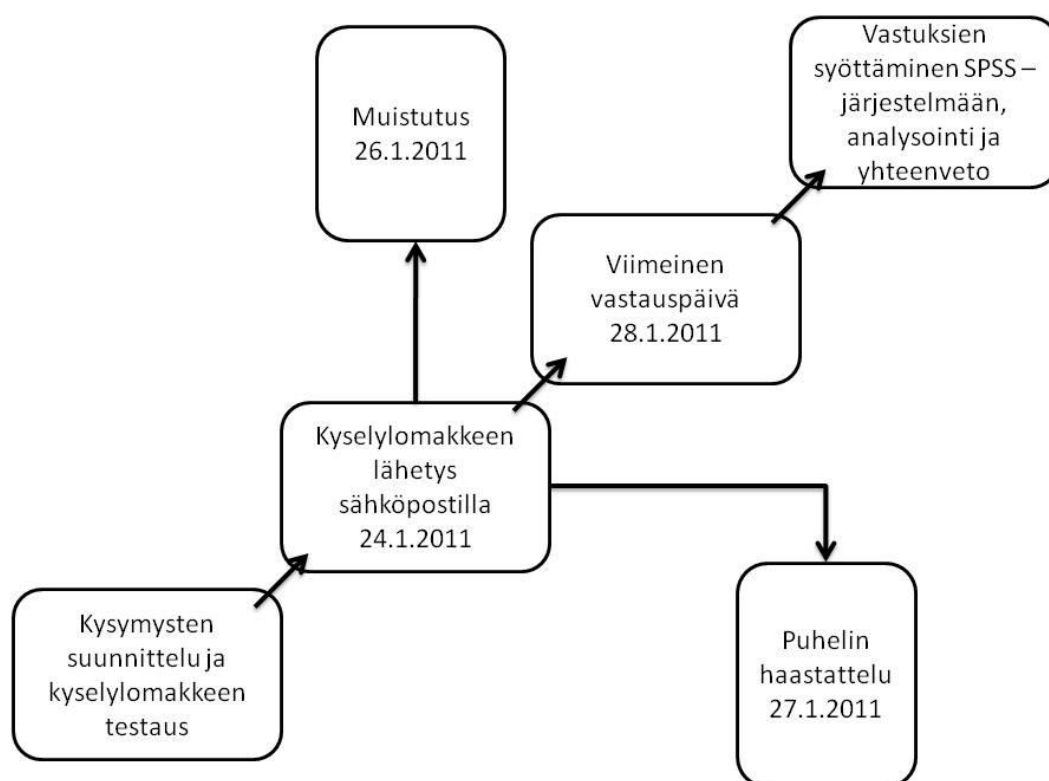 Vastuksien
syöttäminen SPSS –
järjestelmään,
analysointi ja
yhteenveto
Muistutus
26.1.2011
Viimeinen
vastauspäivä
28.1.2011
Kyselylomakkeen
lähetys
sähköpostilla
24.1.2011
Kysymysten
suunnittelu ja
kyselylomakkeen
testaus
Puhelin
haastattelu
27.1.2011